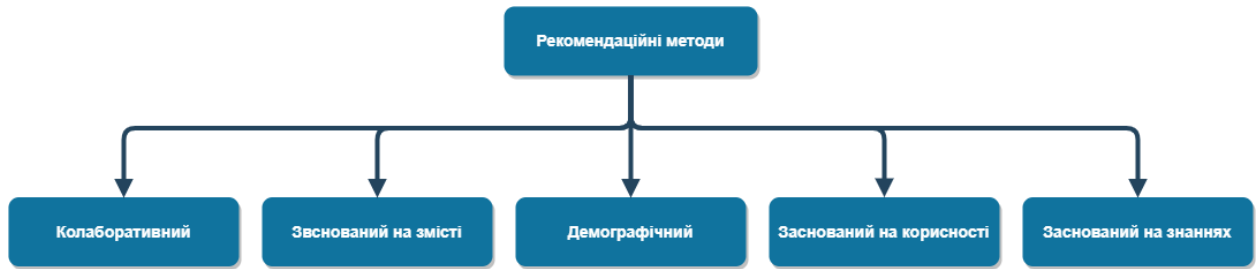 Рекомендаційні методи
Колаборативний
Звснований на змісті
Демографічний
Заснований на корисності
Заснований на знаннях